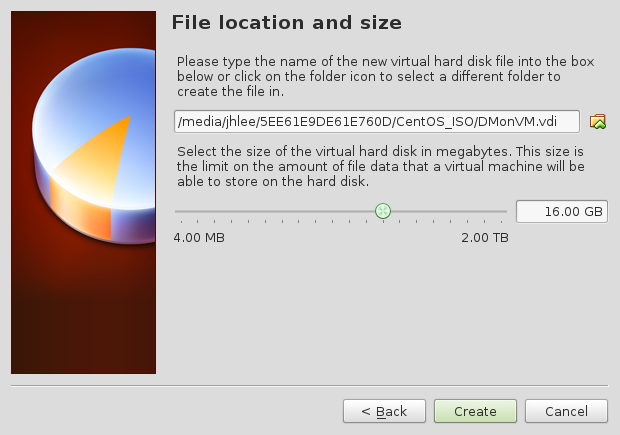 File location and size
Please type the name of the new virtual hard disk file into the box
below or click on the folder icon to select a different folder to
create the file in.
/media/jhlee/5EE61E9DE61E760D/CentOS_ISO/DMonVM.vdi
Select the size of the virtual hard disk in megabytes. This size is
the limit on the amount of file data that a virtual machine will be
able to store on the hard disk.
16.00 GB
4.00 MB 2.00 TB
< Back Create Cancel